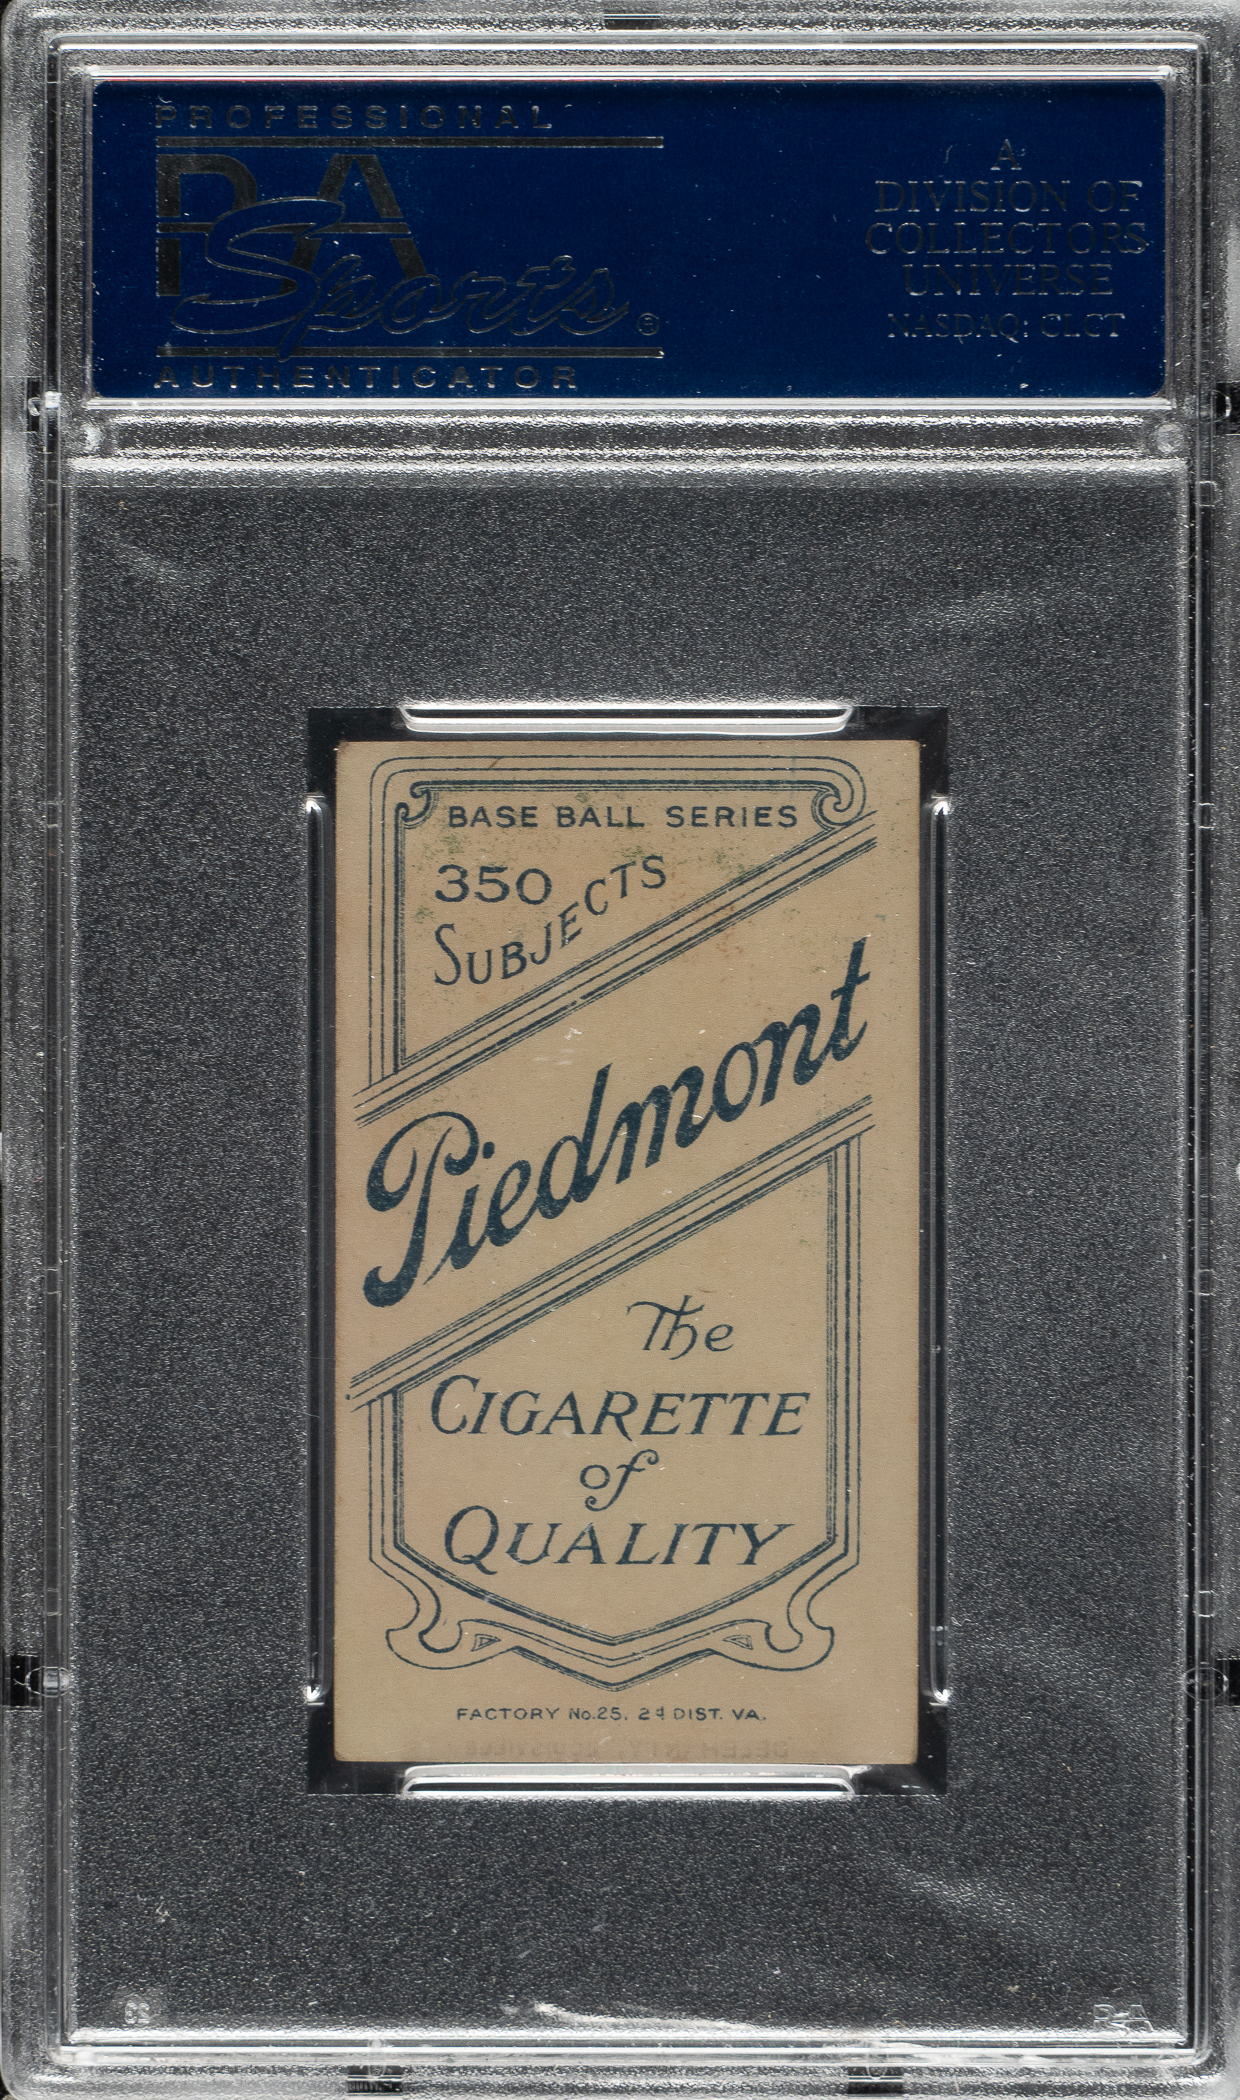 PROFESSIONAL
PSA
Sports®
AUTHENTICATOR
A
DIVISION OF
COLLECTORS
UNIVERSE
NASDAQ: CLCT
BASE BALL SERIES
350
SUBJECTS
Piedmont
The
CIGARETTE
of
QUALITY
FACTORY No.25, 2d DIST. VA.
PSA